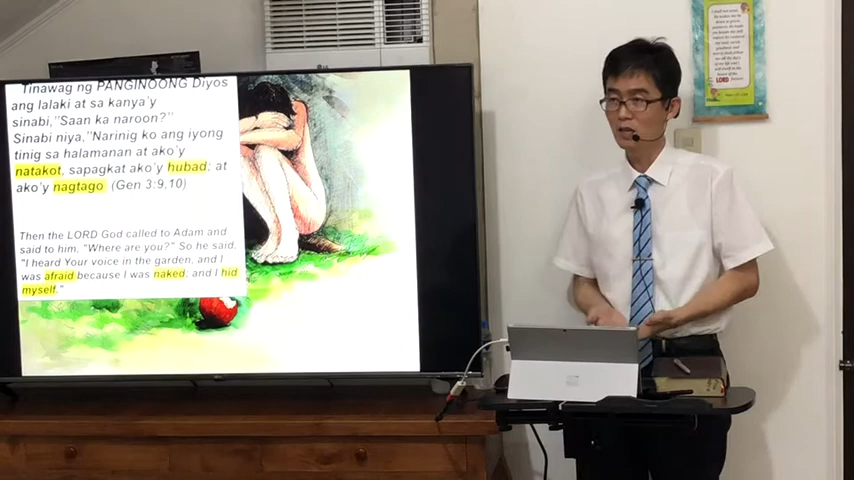 Tinawag ng PANGINOONG Diyos
ang lalaki at sa kanya'y
sinabi,"Saan ka naroon?"
Sinabi niya,"Narinig ko ang iyong
tinig sa halamanan at ako'y
natakot, sapagkat ako'y hubad; at
ako'y nagtago (Gen 3:9,10)
Then the LORD God called to Adam and
said to him, "Where are you?" So he said,
"I heard Your voice in the garden, and I
was afraid because I was naked; and I hid
myself."
LORD